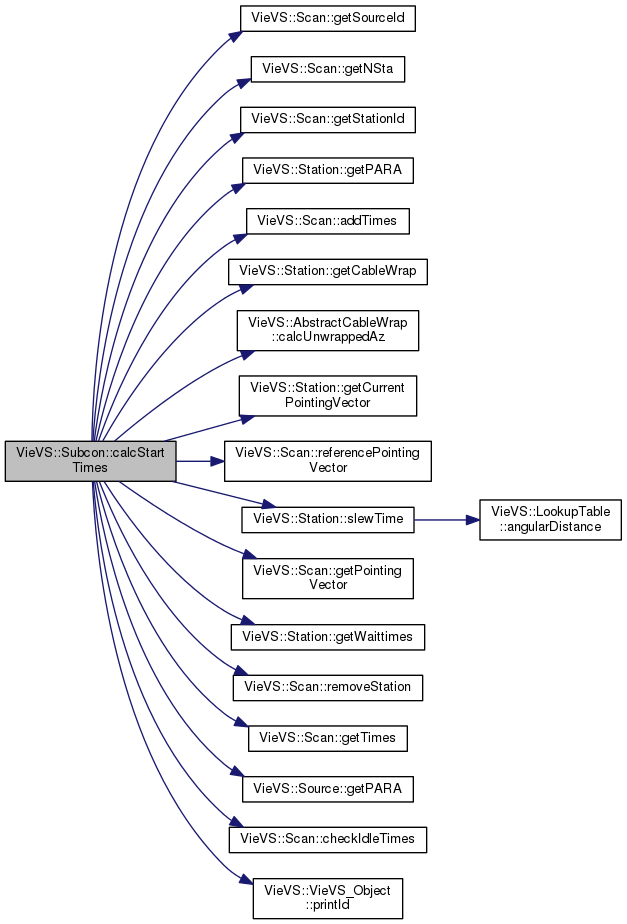 VieVS::Scan::getSourceId
VieVS::Scan::getNSta
VieVS::Scan::getStationId
VieVS::Station::getPARA
VieVS::Scan::addTimes
VieVS::Station::getCableWrap
VieVS::AbstractCableWrap
::calcUnwrappedAz
VieVS::Station::getCurrent
PointingVector
VieVS::Subcon::calcStart
Times
VieVS::Scan::referencePointing
Vector
VieVS::Station::slewTime
VieVS::LookupTable
::angularDistance
VieVS::Scan::getPointing
Vector
VieVS::Station::getWaittimes
VieVS::Scan::removeStation
VieVS::Scan::getTimes
VieVS::Source::getPARA
VieVS::Scan::checkIdleTimes
VieVS::VieVS_Object
::printId